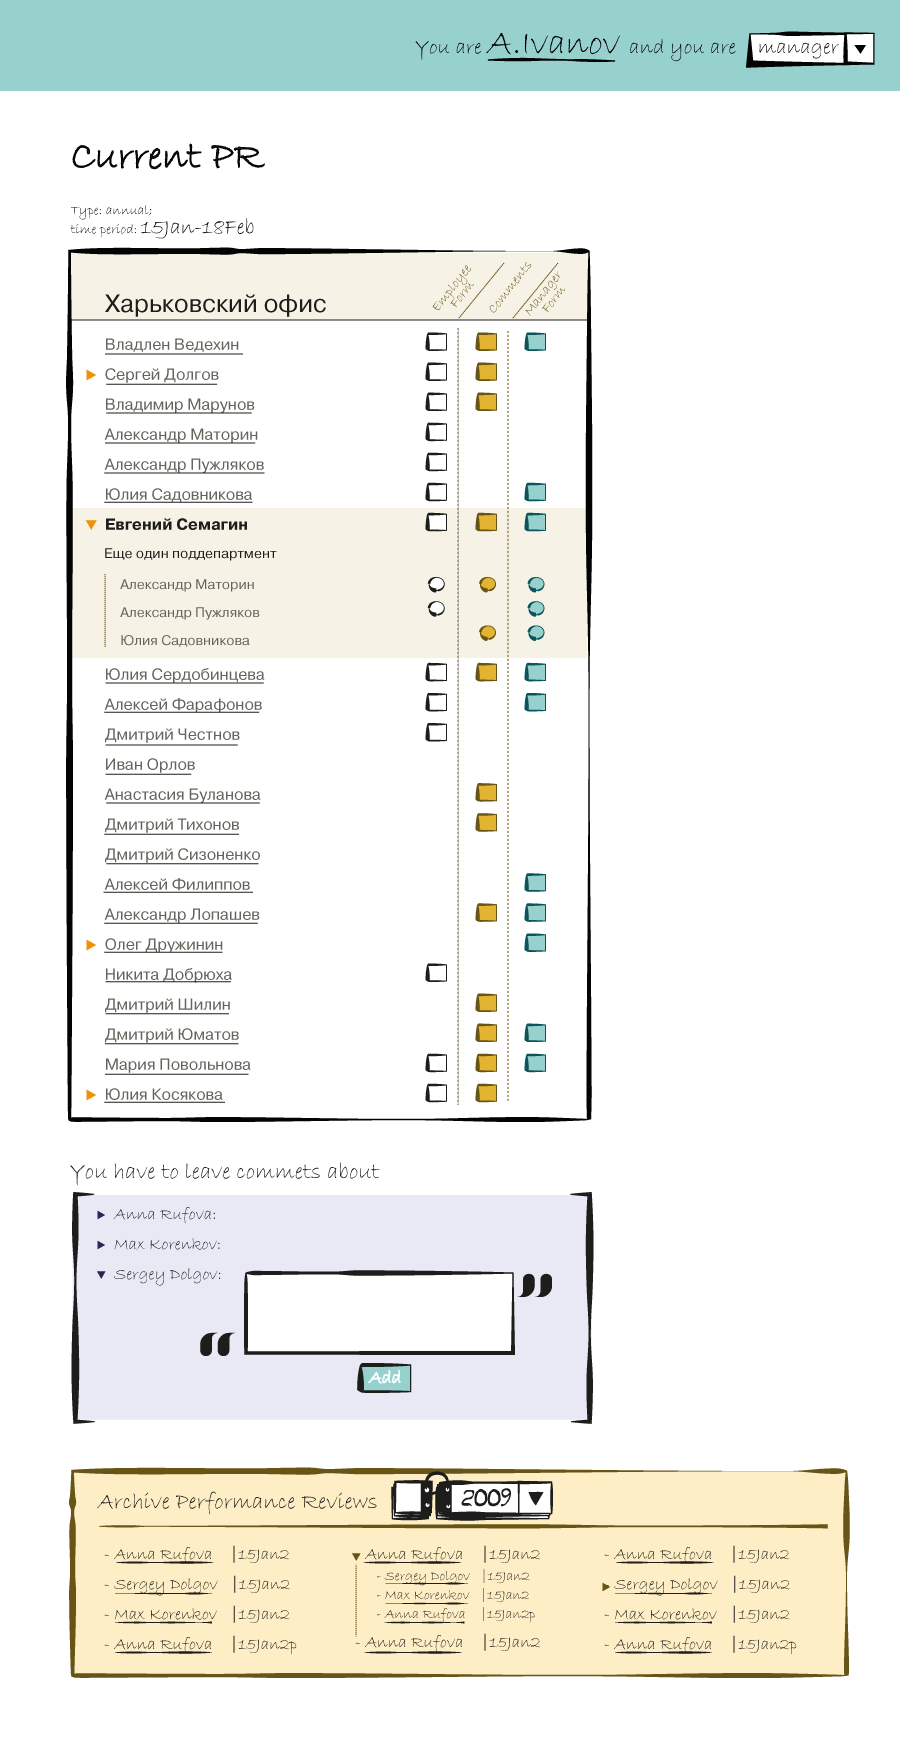 You are A.Ivanov and you are manager
Current PR
Type: annual;
time period: 15Jan-18Feb
Харьковский офис
Employee Form
Comments
Manager Form
Владлен Ведехин
Сергей Долгов
Владимир Марунов
Александр Маторин
Александр Пужляков
Юлия Садовникова
Евгений Семагин
Еще один поддепартмент
Александр Маторин
Александр Пужляков
Юлия Садовникова
Юлия Сердобинцева
Алексей Фарафонов
Дмитрий Честнов
Иван Орлов
Анастасия Буланова
Дмитрий Тихонов
Дмитрий Сизоненко
Алексей Филиппов
Александр Лопашев
Олег Дружинин
Никита Добрюха
Дмитрий Шилин
Дмитрий Юматов
Мария Повольнова
Юлия Косякова
You have to leave commets about
Anna Rufova:
Max Korenkov:
Sergey Dolgov:
“ ”
Add
Archive Performance Reviews 2009
- Anna Rufova |15Jan2
- Sergey Dolgov |15Jan2
- Max Korenkov |15Jan2
- Anna Rufova |15Jan2p
Anna Rufova |15Jan2
- Sergey Dolgov |15Jan2
- Max Korenkov |15Jan2
- Anna Rufova |15Jan2p
- Anna Rufova |15Jan2
- Anna Rufova |15Jan2
Sergey Dolgov |15Jan2
- Max Korenkov |15Jan2
- Anna Rufova |15Jan2p